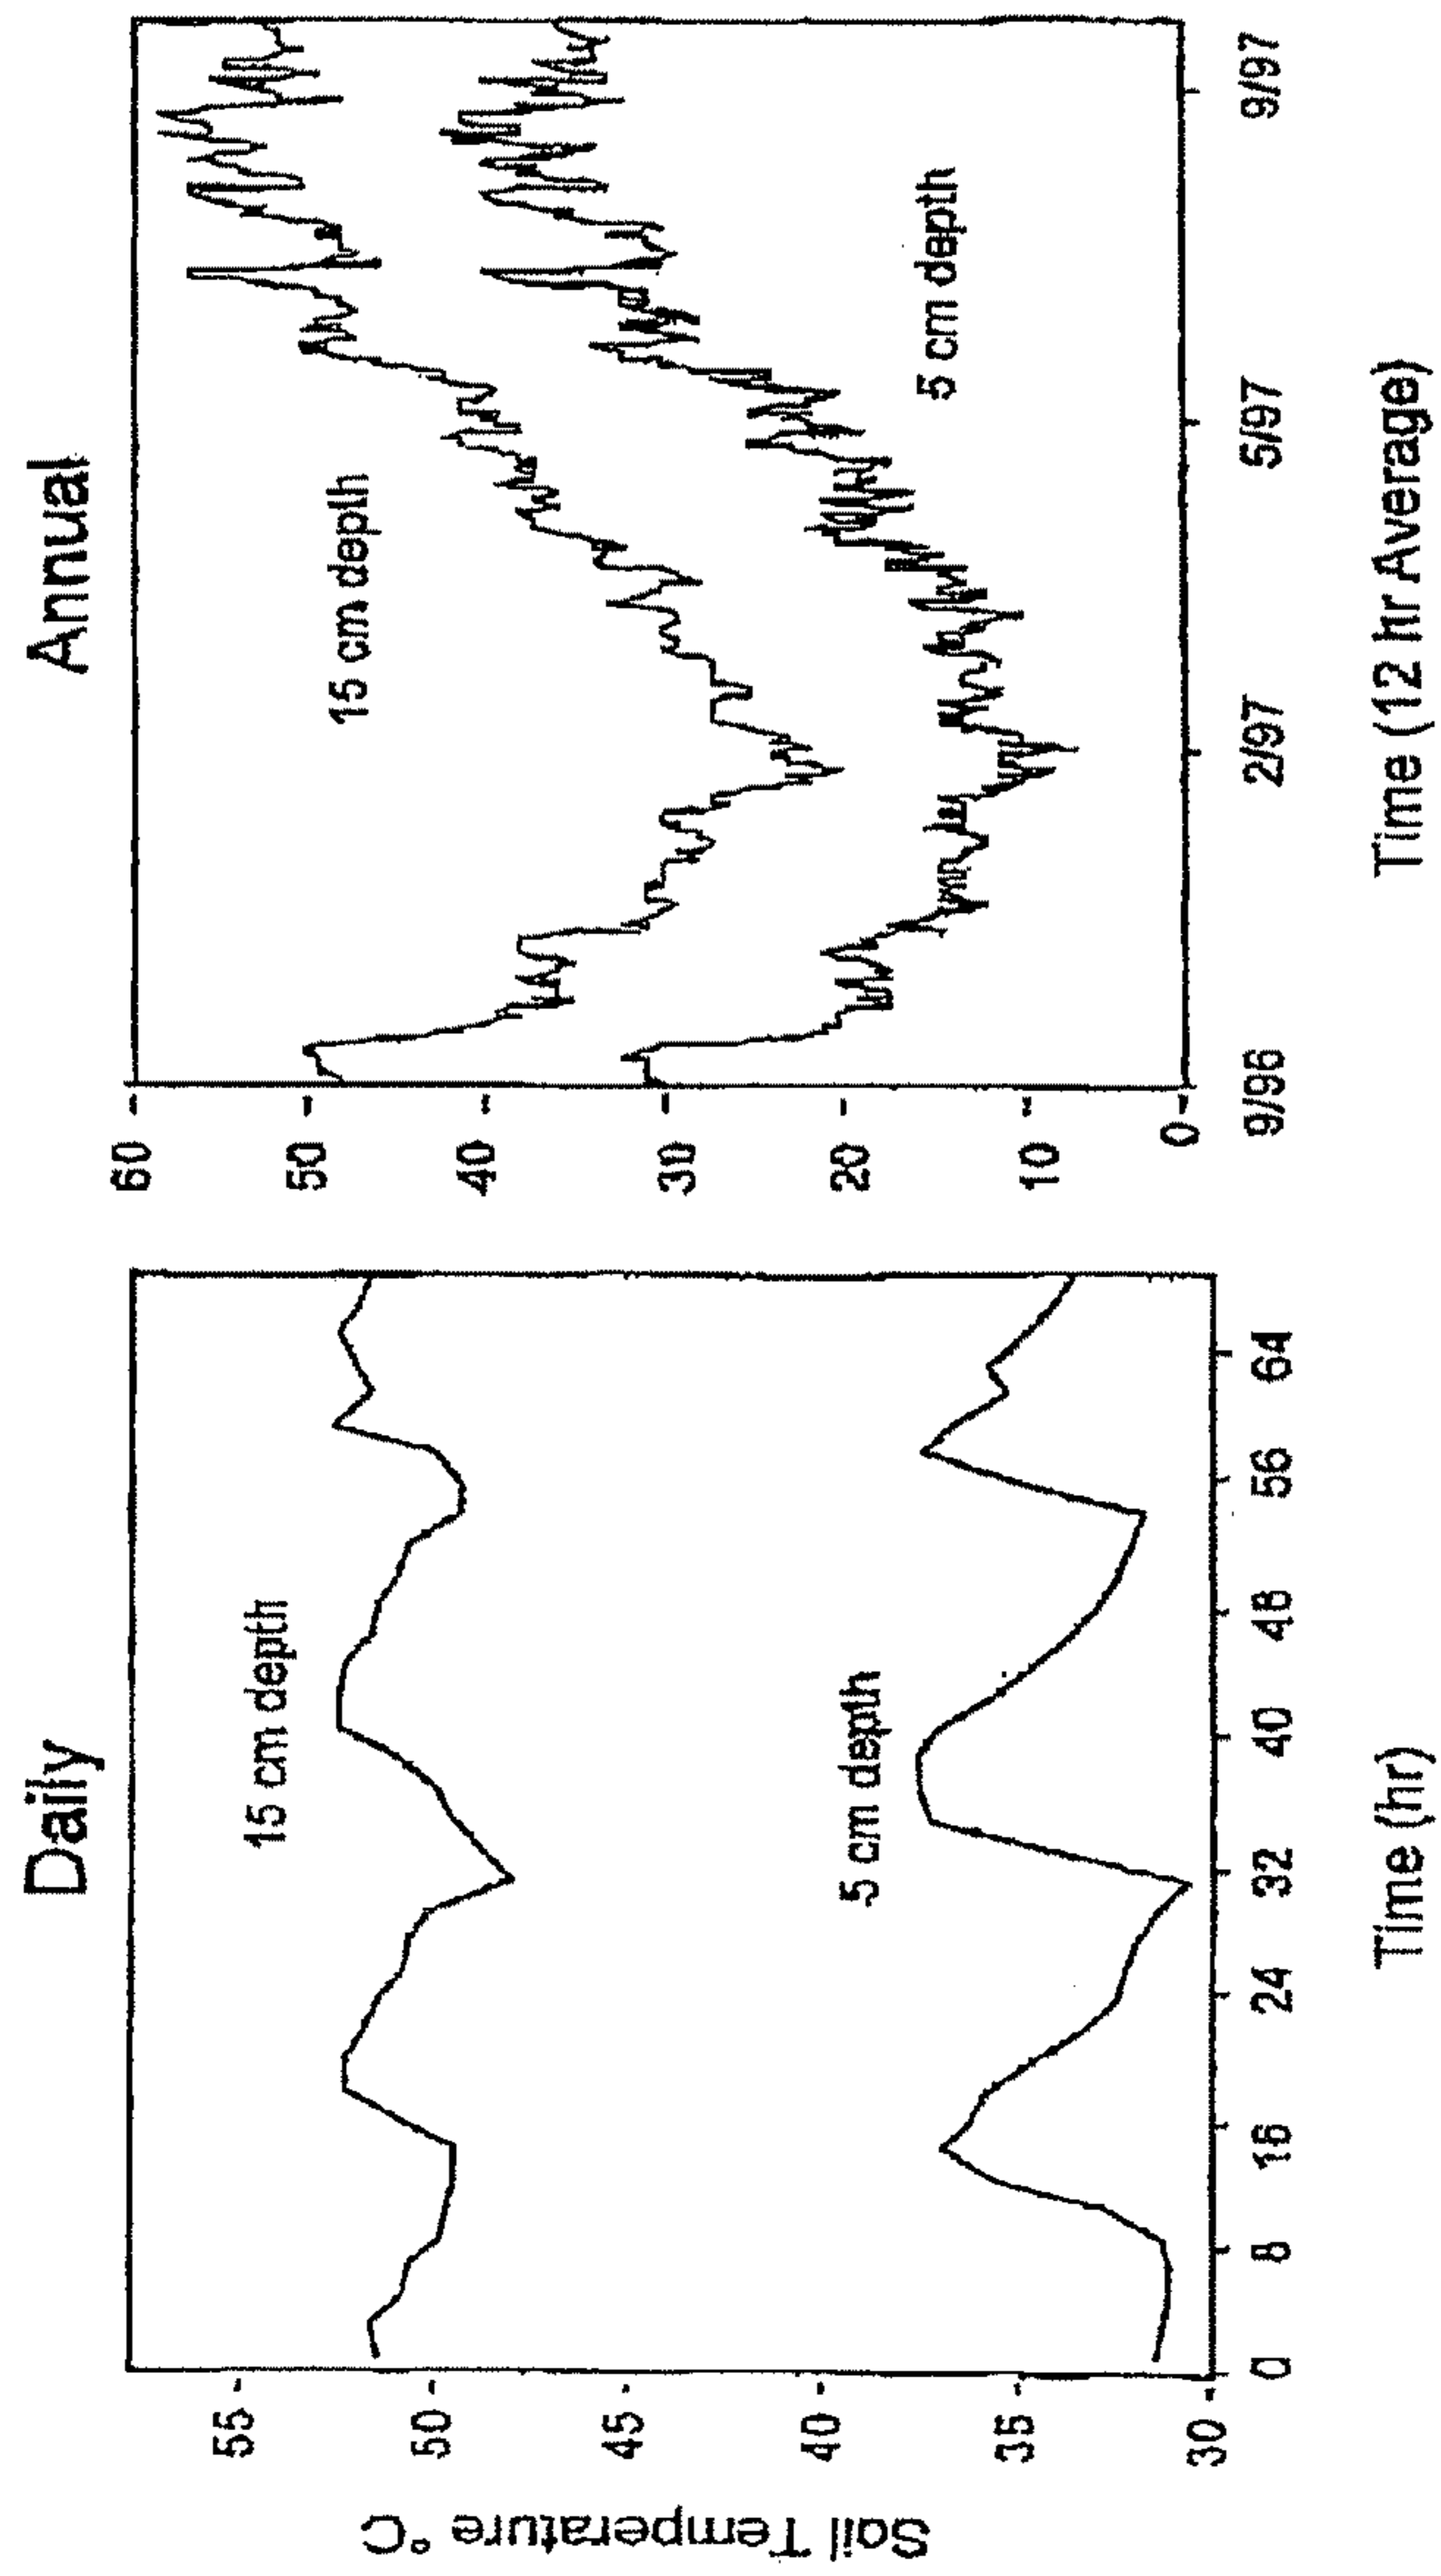 Daily
Annual
Soil Temperature °C
55
50
45
40
35
30
15 cm depth
5 cm depth
0
8
16
24
32
40
48
56
64
Time (hr)
60
50
40
30
20
10
0
15 cm depth
5 cm depth
9/96
2/97
5/97
9/97
Time (12 hr Average)